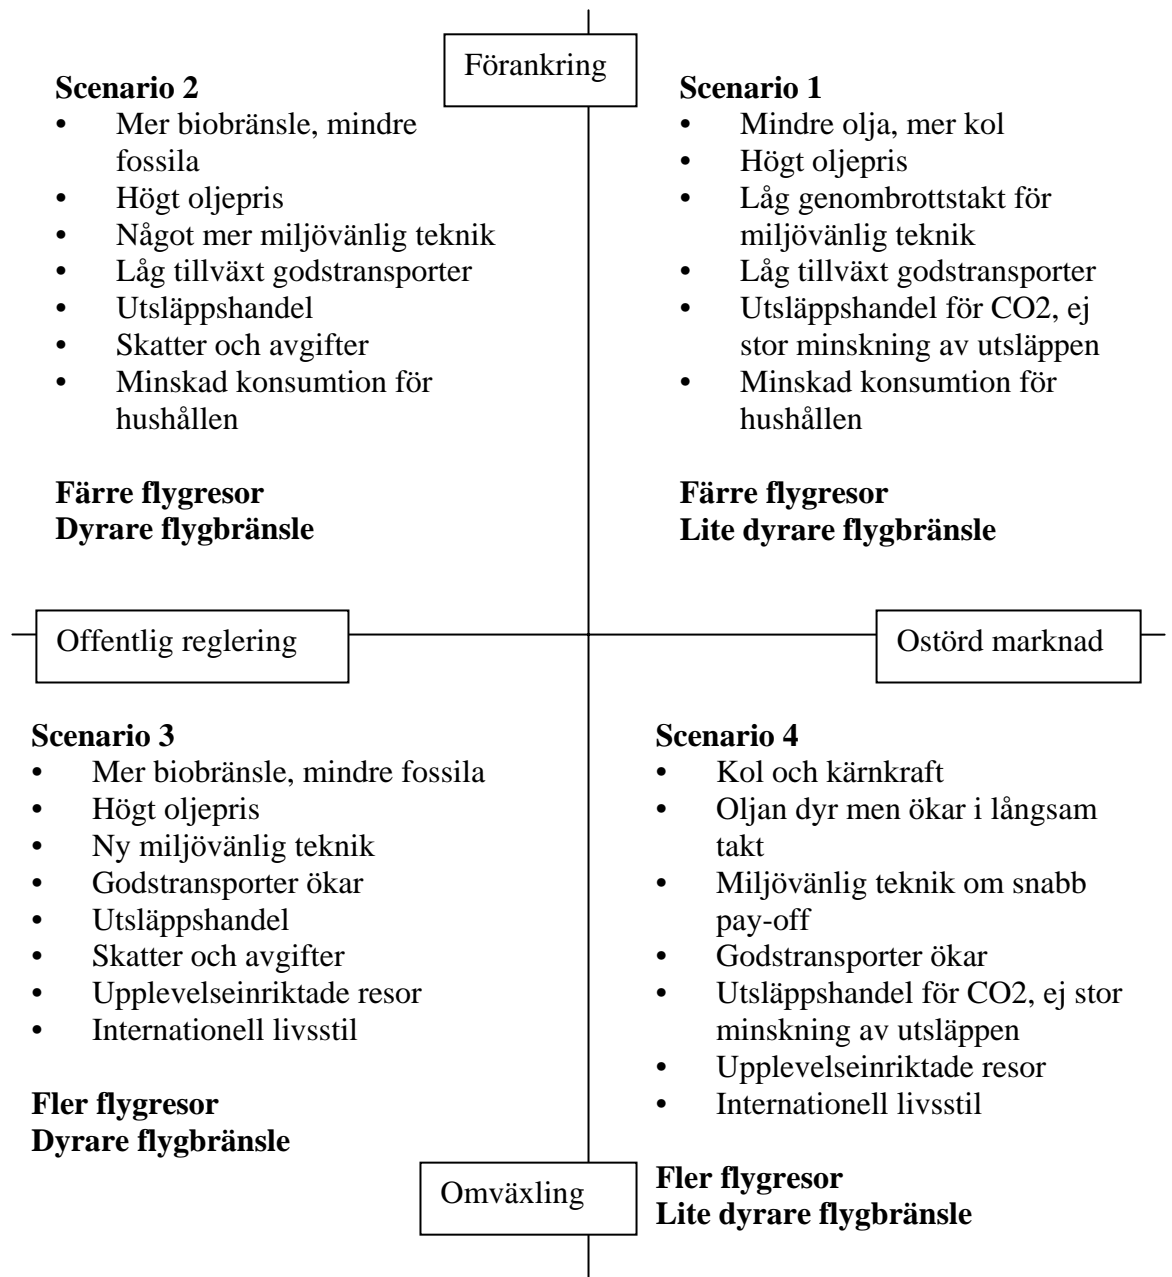 Förankring
Scenario 2
• Mer biobränsle, mindre
fossila
• Högt oljepris
• Något mer miljövänlig teknik
• Låg tillväxt godstransporter
• Utsläppshandel
• Skatter och avgifter
• Minskad konsumtion för
hushållen
Färre flygresor
Dyrare flygbränsle
Scenario 1
• Mindre olja, mer kol
• Högt oljepris
• Låg genombrottstakt för
miljövänlig teknik
• Låg tillväxt godstransporter
• Utsläppshandel för CO2, ej
stor minskning av utsläppen
• Minskad konsumtion för
hushållen
Färre flygresor
Lite dyrare flygbränsle
Offentlig reglering
Ostörd marknad
Scenario 3
• Mer biobränsle, mindre fossila
• Högt oljepris
• Ny miljövänlig teknik
• Godstransporter ökar
• Utsläppshandel
• Skatter och avgifter
• Upplevelseinriktade resor
• Internationell livsstil
Fler flygresor
Dyrare flygbränsle
Scenario 4
• Kol och kärnkraft
• Oljan dyr men ökar i långsam
takt
• Miljövänlig teknik om snabb
pay-off
• Godstransporter ökar
• Utsläppshandel för CO2, ej stor
minskning av utsläppen
• Upplevelseinriktade resor
• Internationell livsstil
Fler flygresor
Lite dyrare flygbränsle
Omväxling